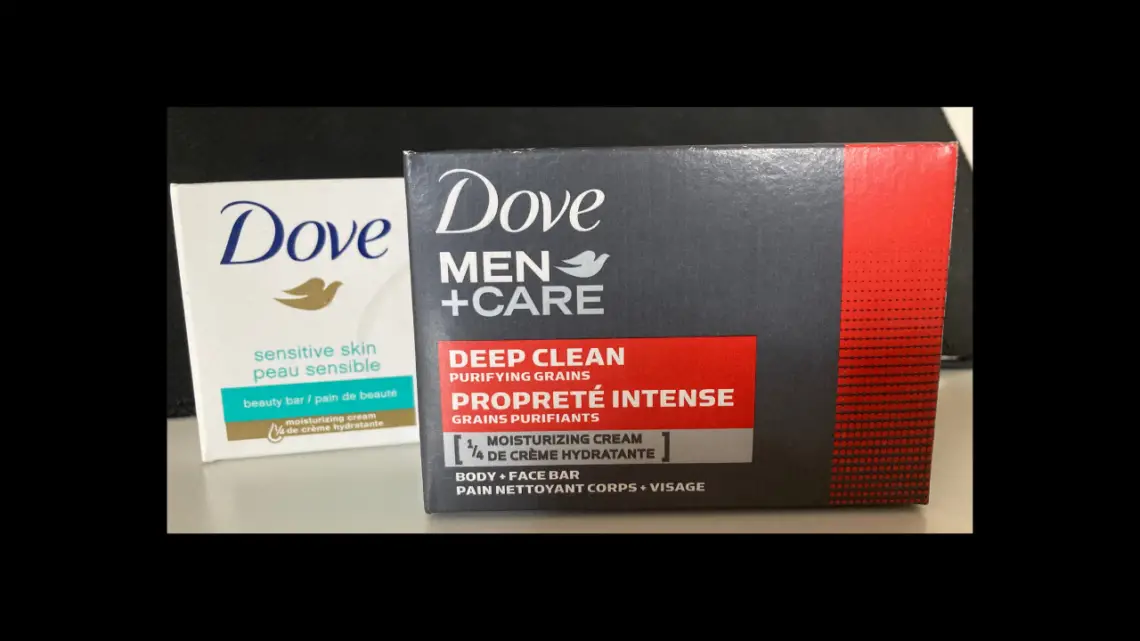 Dove
sensitive skin
peau sensible
beauty bar / pain de beauté
1/4 moisturizing cream
de crème hydratante
Dove
MEN
+CARE
DEEP CLEAN
PURIFYING GRAINS
PROPRETÉ INTENSE
GRAINS PURIFIANTS
[1/4 MOISTURIZING CREAM
DE CRÈME HYDRATANTE]
BODY + FACE BAR
PAIN NETTOYANT CORPS + VISAGE